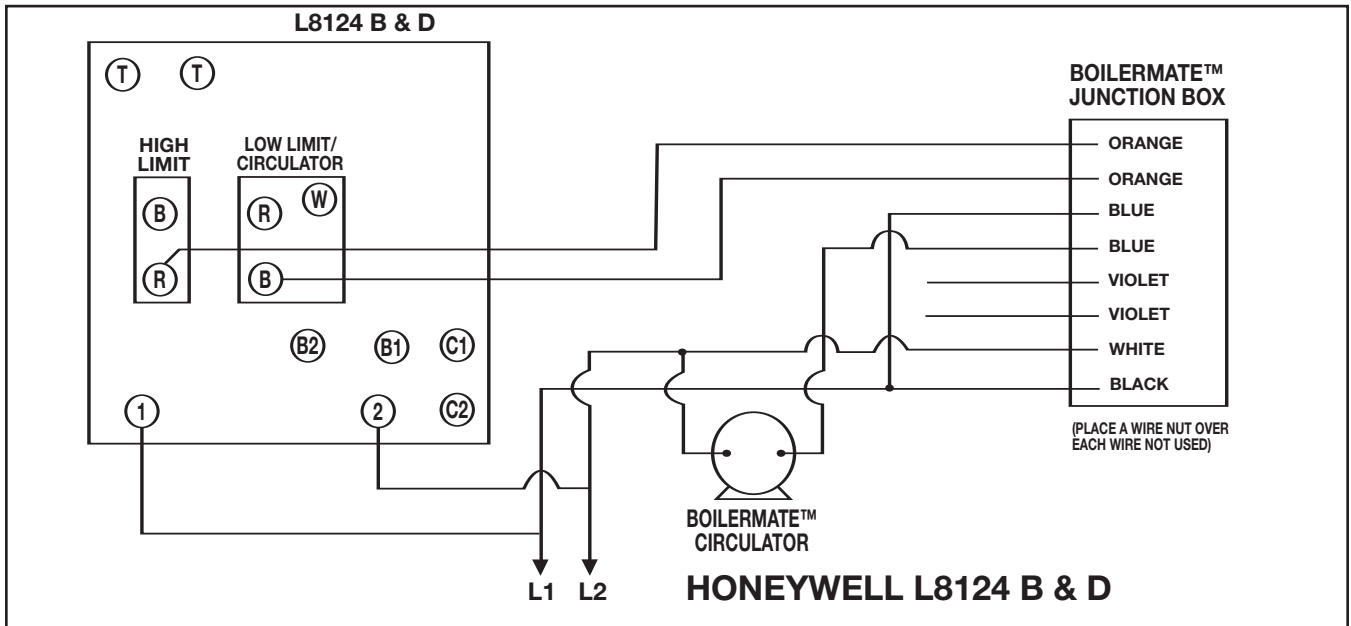 L8124 B & D
T T
HIGH
LIMIT
LOW LIMIT/
CIRCULATOR
B
R
R
W
B
B2 B1 C1
1 2 C2
L1 L2
BOILERMATE™
JUNCTION BOX
ORANGE
ORANGE
BLUE
BLUE
VIOLET
VIOLET
WHITE
BLACK
(PLACE A WIRE NUT OVER
EACH WIRE NOT USED)
BOILERMATE™
CIRCULATOR
HONEYWELL L8124 B & D